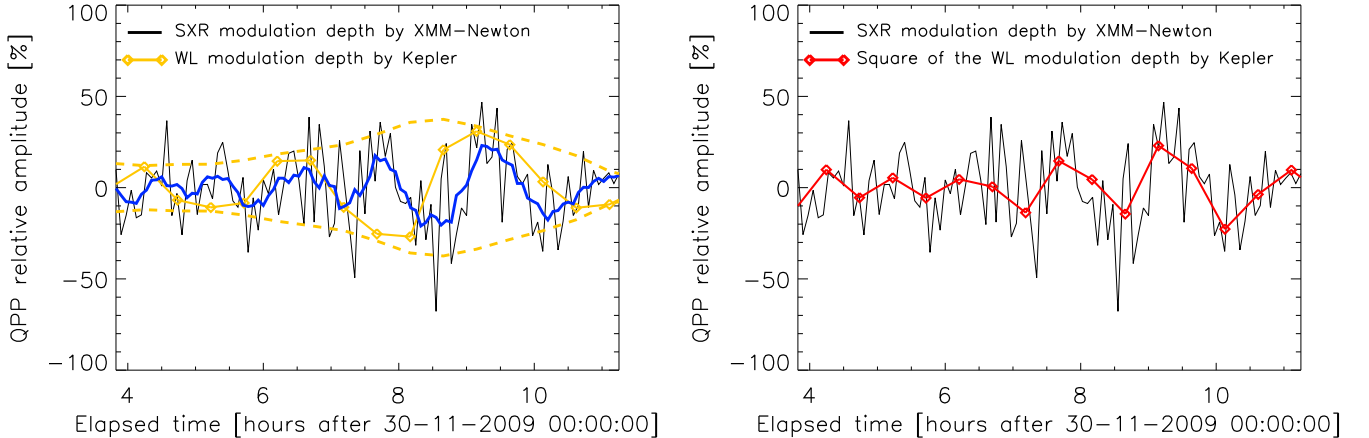 QPP relative amplitude [%]
100
50
0
−50
−100
SXR modulation depth by XMM−Newton
WL modulation depth by Kepler
4 6 8 10
Elapsed time [hours after 30−11−2009 00:00:00]
QPP relative amplitude [%]
100
50
0
−50
−100
SXR modulation depth by XMM−Newton
Square of the WL modulation depth by Kepler
4 6 8 10
Elapsed time [hours after 30−11−2009 00:00:00]